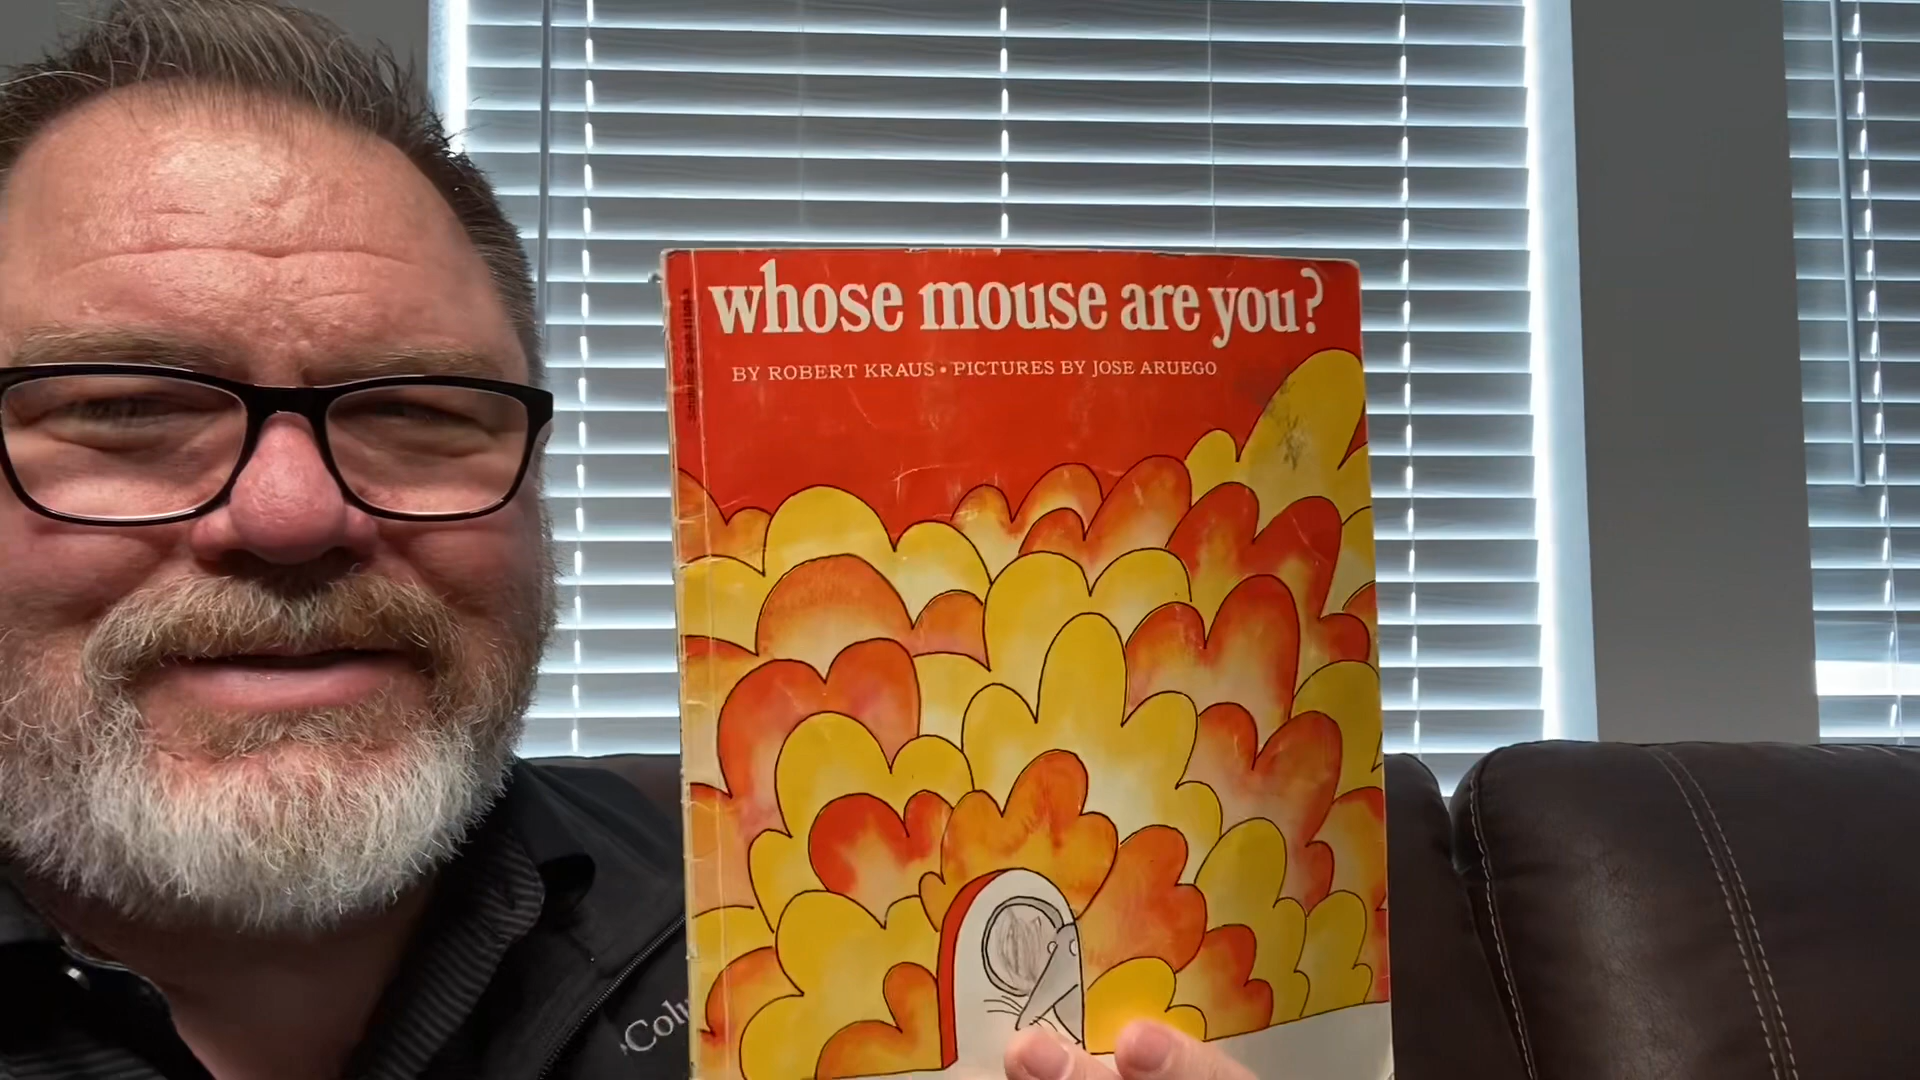 whose mouse are you?
BY ROBERT KRAUS • PICTURES BY JOSE ARUEGO